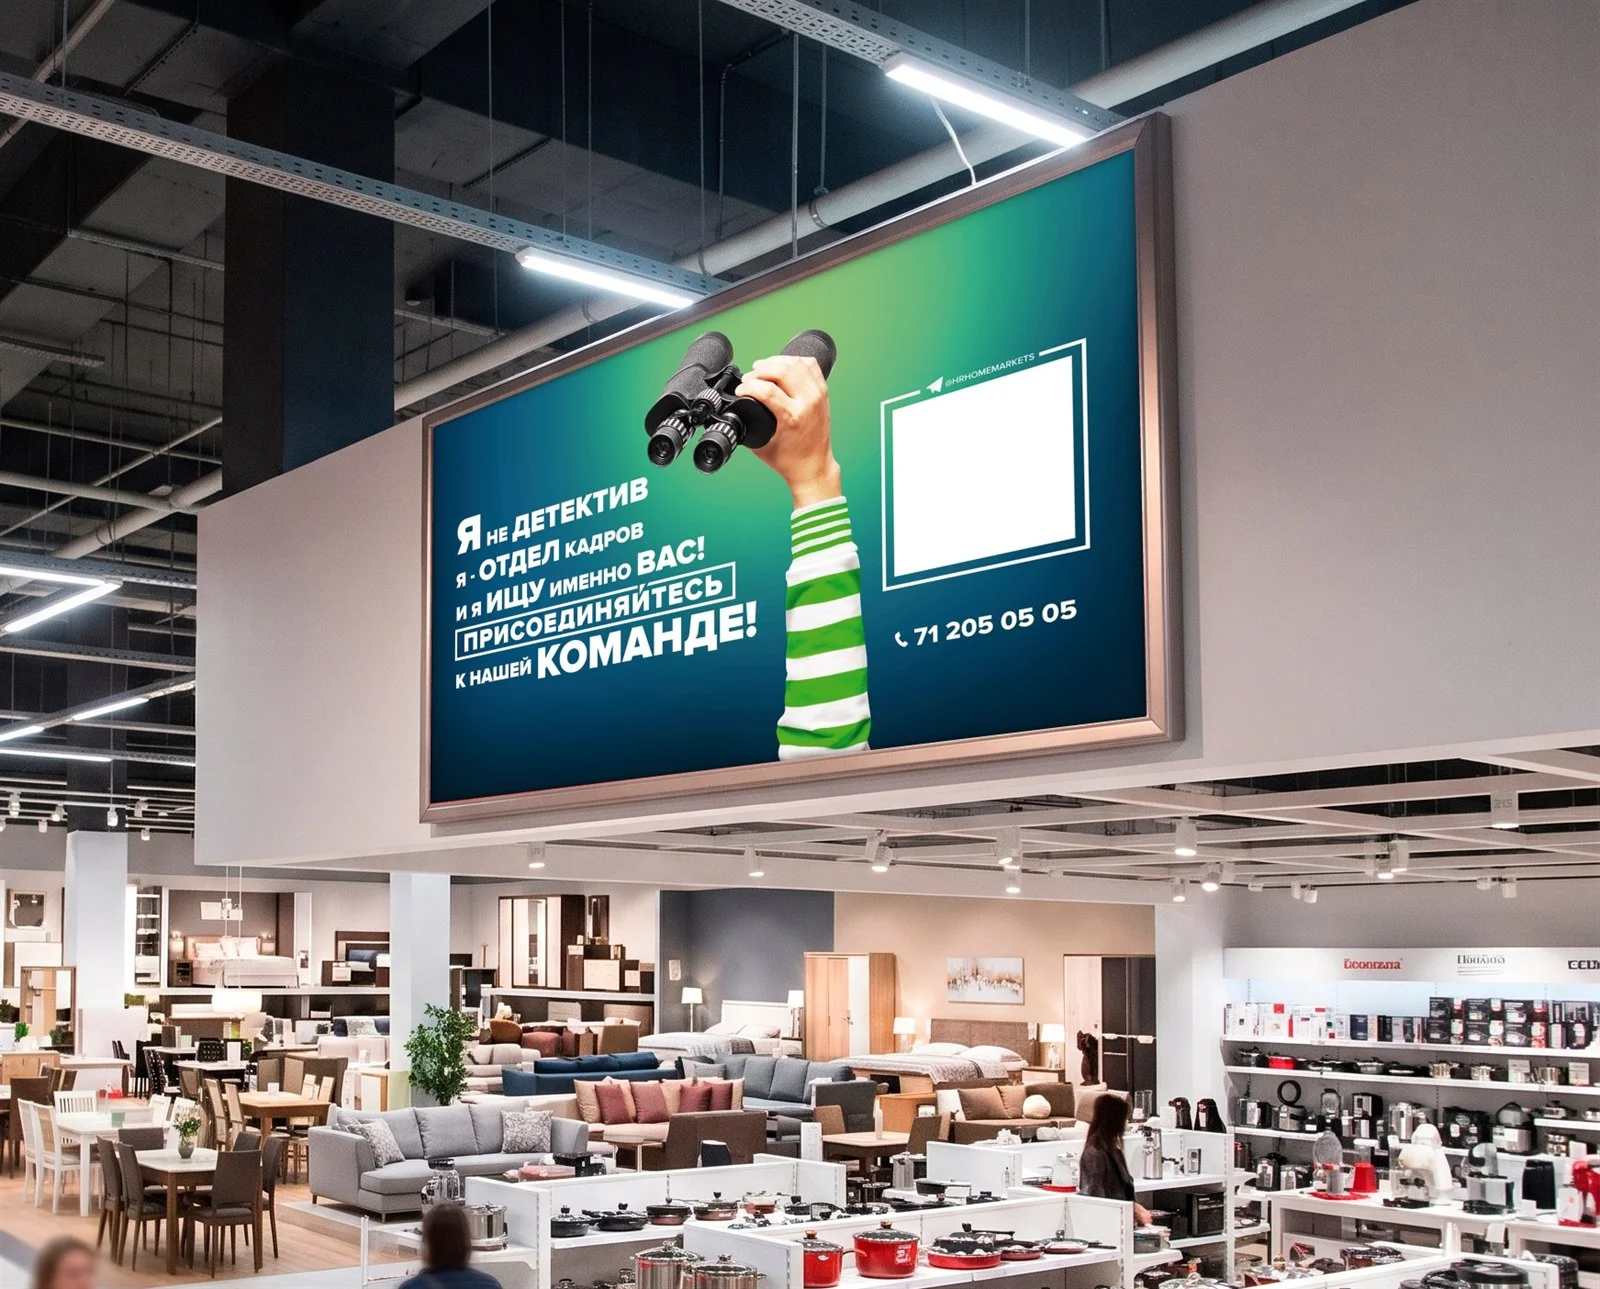 Я НЕ ДЕТЕКТИВ
Я - ОТДЕЛ КАДРОВ
И Я ИЩУ ИМЕННО ВАС!
ПРИСОЕДИНЯЙТЕСЬ
К НАШЕЙ КОМАНДЕ!
@HRHOMEMARKETS
71 205 05 05